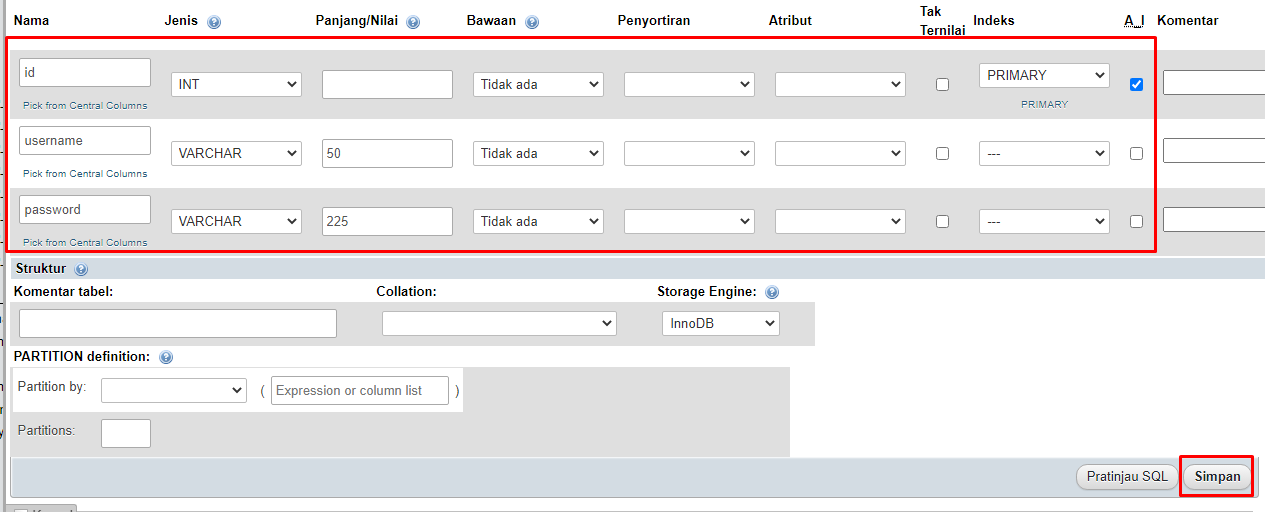 Nama Jenis Panjang/Nilai Bawaan Penyortiran Atribut Tak Ternilai Indeks A_I Komentar
id INT Tidak ada PRIMARY
Pick from Central Columns PRIMARY
username VARCHAR 50 Tidak ada ---
Pick from Central Columns
password VARCHAR 225 Tidak ada ---
Pick from Central Columns
Struktur
Komentar tabel: Collation: Storage Engine:
InnoDB
PARTITION definition:
Partition by: ( Expression or column list )
Partitions:
Pratinjau SQL Simpan